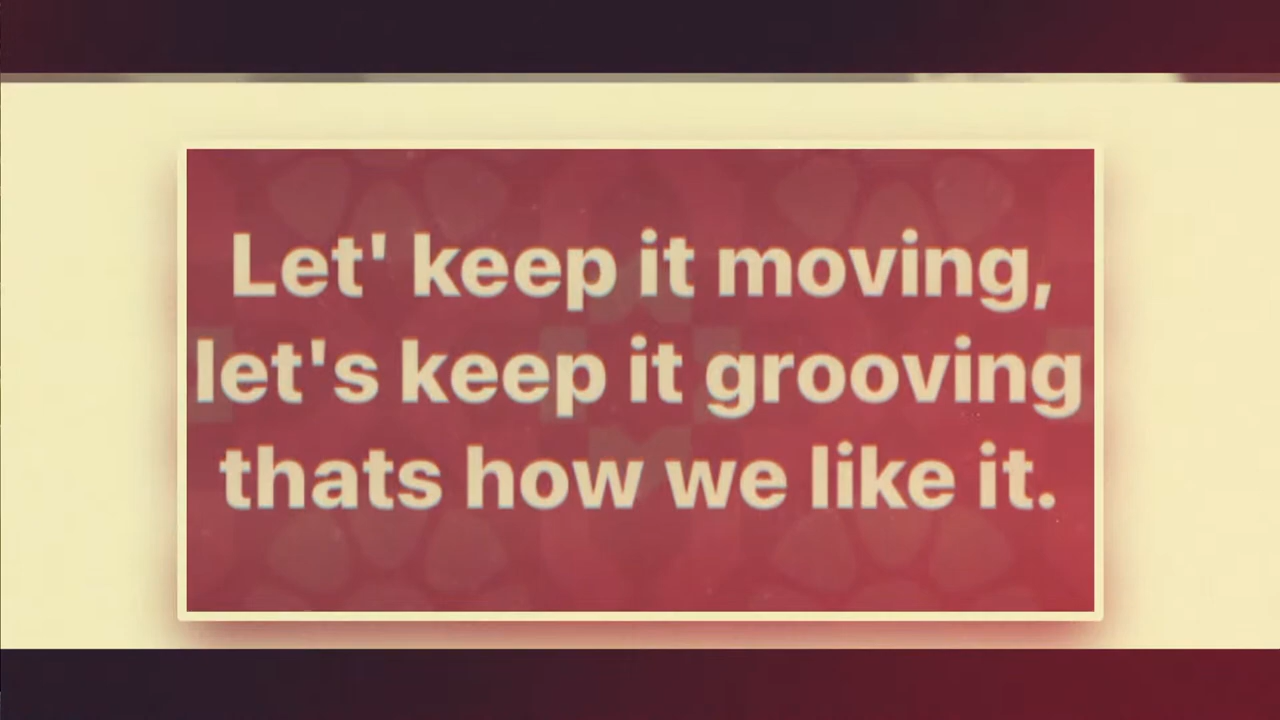 Let' keep it moving,
let's keep it grooving
thats how we like it.